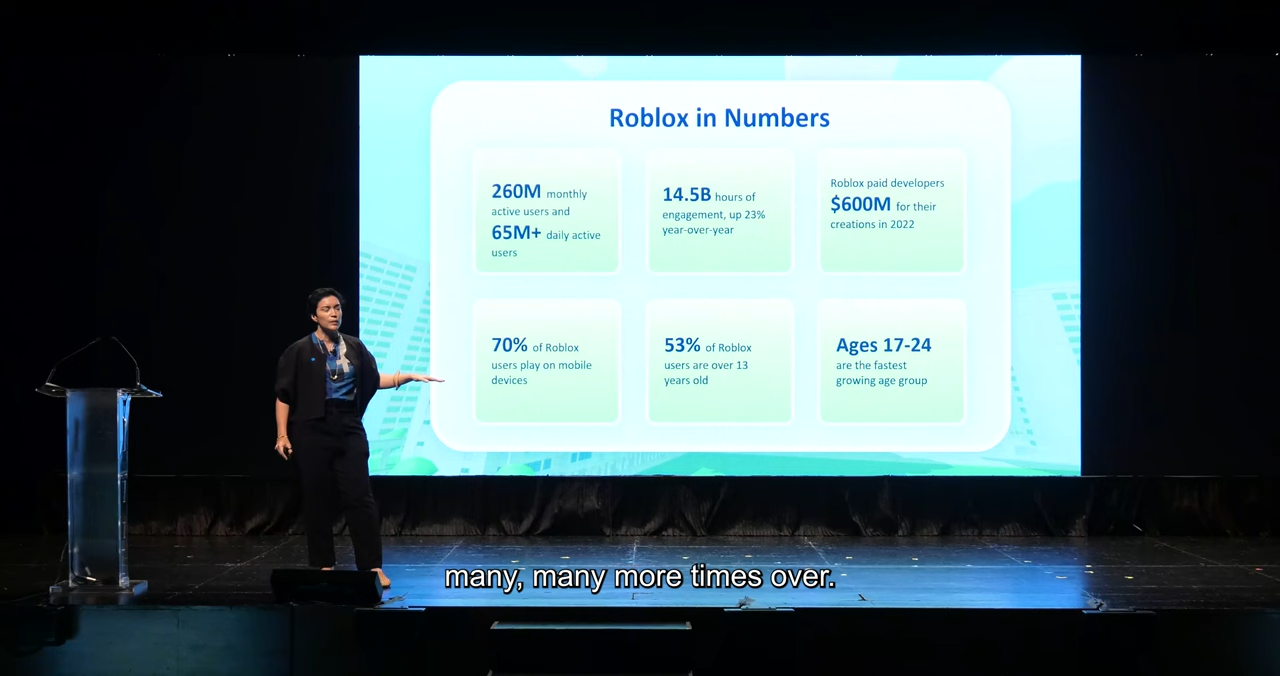 Roblox in Numbers
260M monthly
active users and
65M+ daily active
users
14.5B hours of
engagement, up 23%
year-over-year
Roblox paid developers
$600M for their
creations in 2022
70% of Roblox
users play on mobile
devices
53% of Roblox
users are over 13
years old
Ages 17-24
are the fastest
growing age group
many, many more times over.